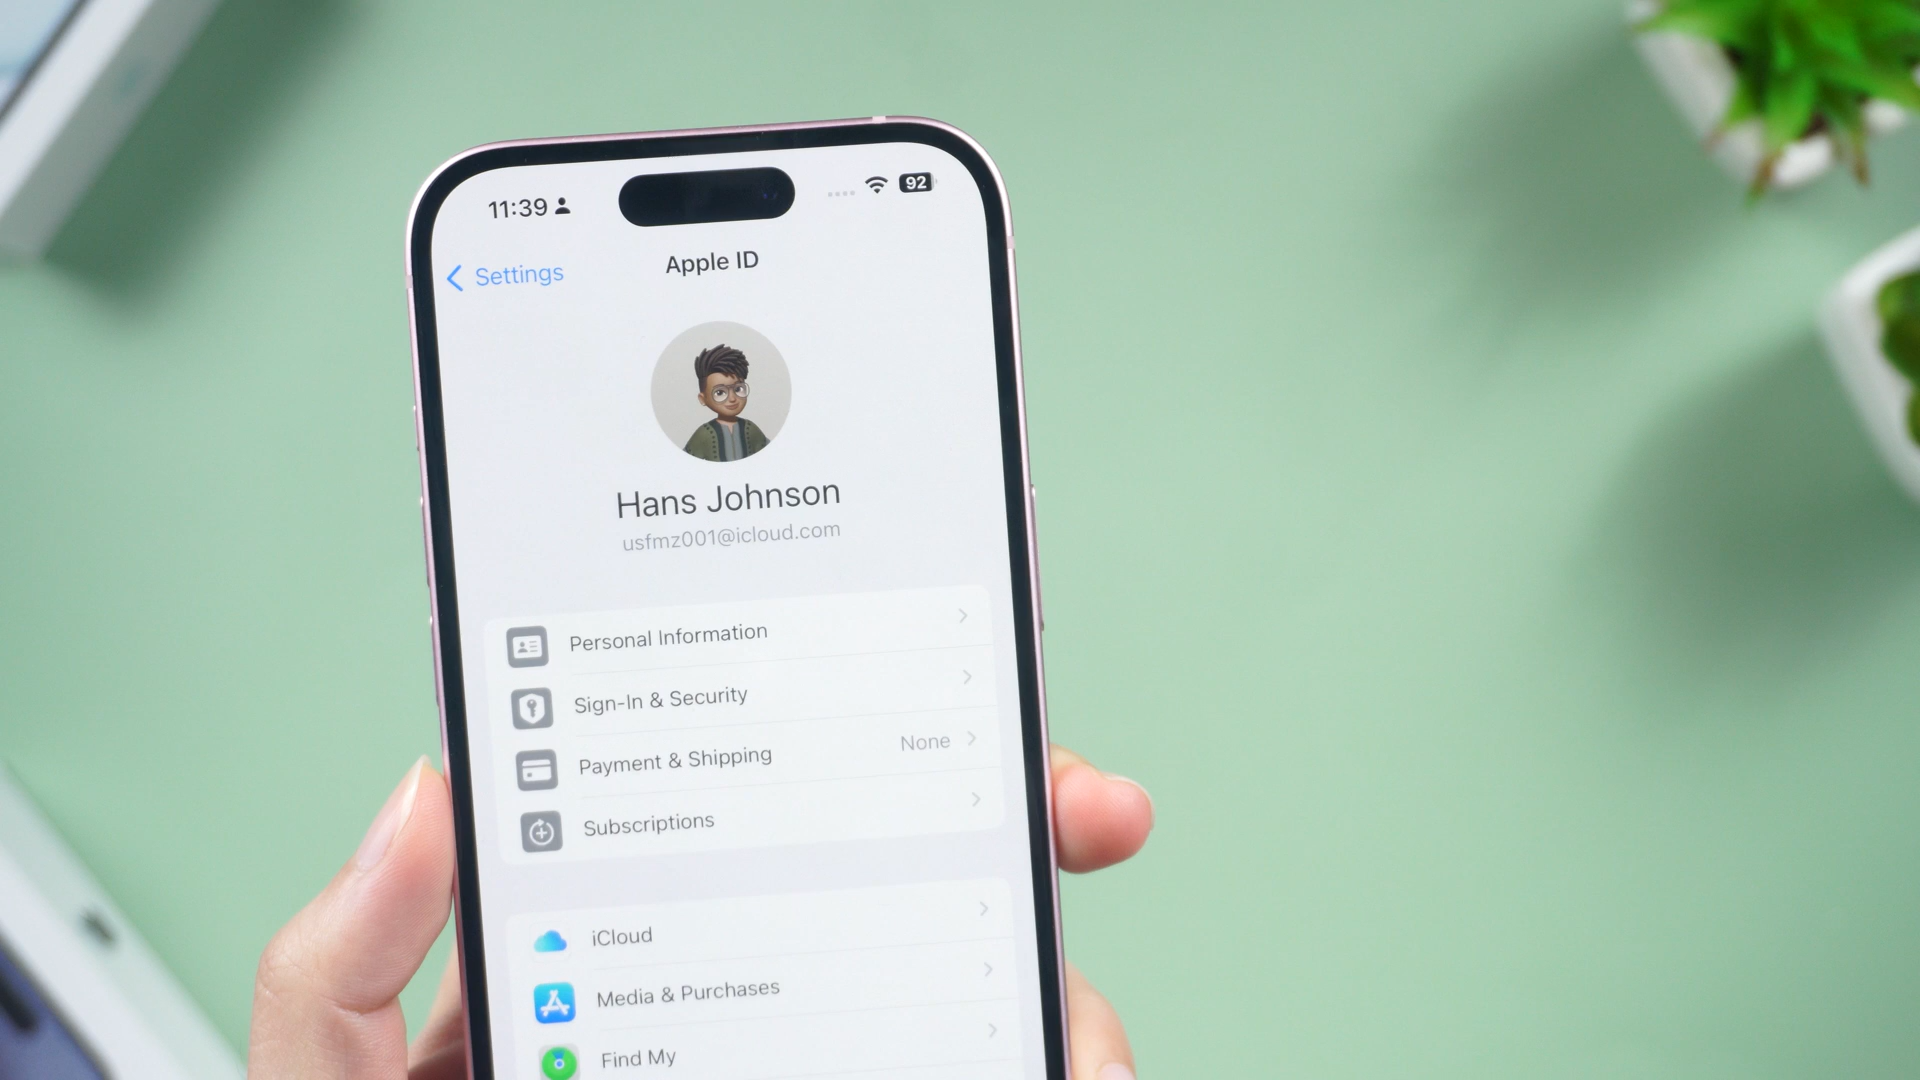 11:39
92
Settings
Apple ID
Hans Johnson
usfmz001@icloud.com
Personal Information
Sign-In & Security
Payment & Shipping None
Subscriptions
iCloud
Media & Purchases
Find My